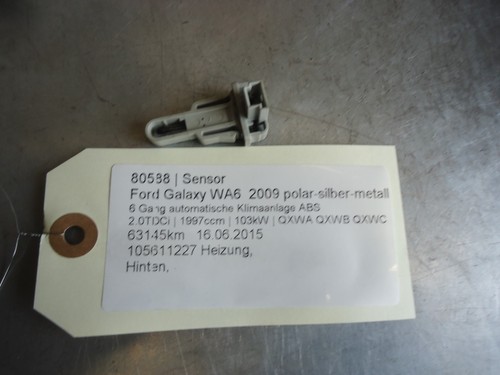 80588 | Sensor
Ford Galaxy WA6 2009 polar-silber-metall
6 Gang automatische Klimaanlage ABS
2.0TDCi | 1997ccm | 103kW | QXWA QXWB QXWC
63145km 16.06.2015
105611227 Heizung,
Hinten,